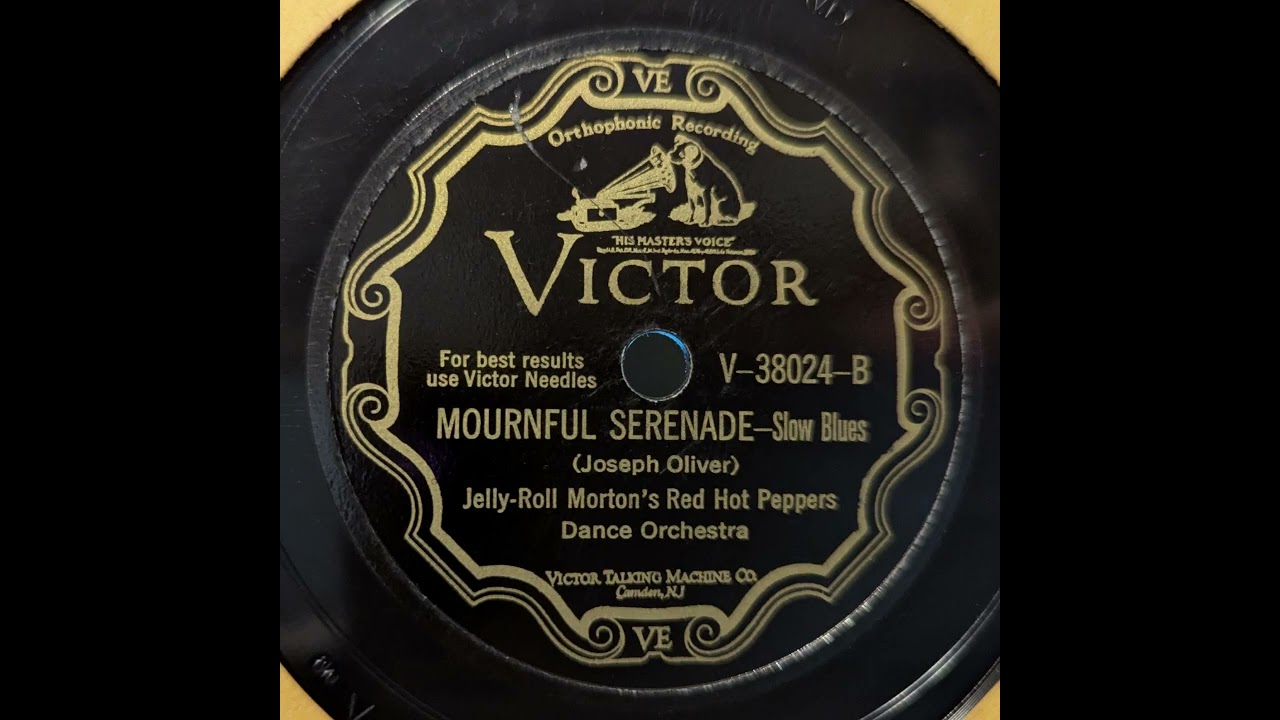 VE
Orthophonic Recording
"HIS MASTER'S VOICE"
VICTOR
For best results
use Victor Needles
V-38024-B
MOURNFUL SERENADE-Slow Blues
(Joseph Oliver)
Jelly-Roll Morton's Red Hot Peppers
Dance Orchestra
VICTOR TALKING MACHINE CO.
Camden, NJ
VE